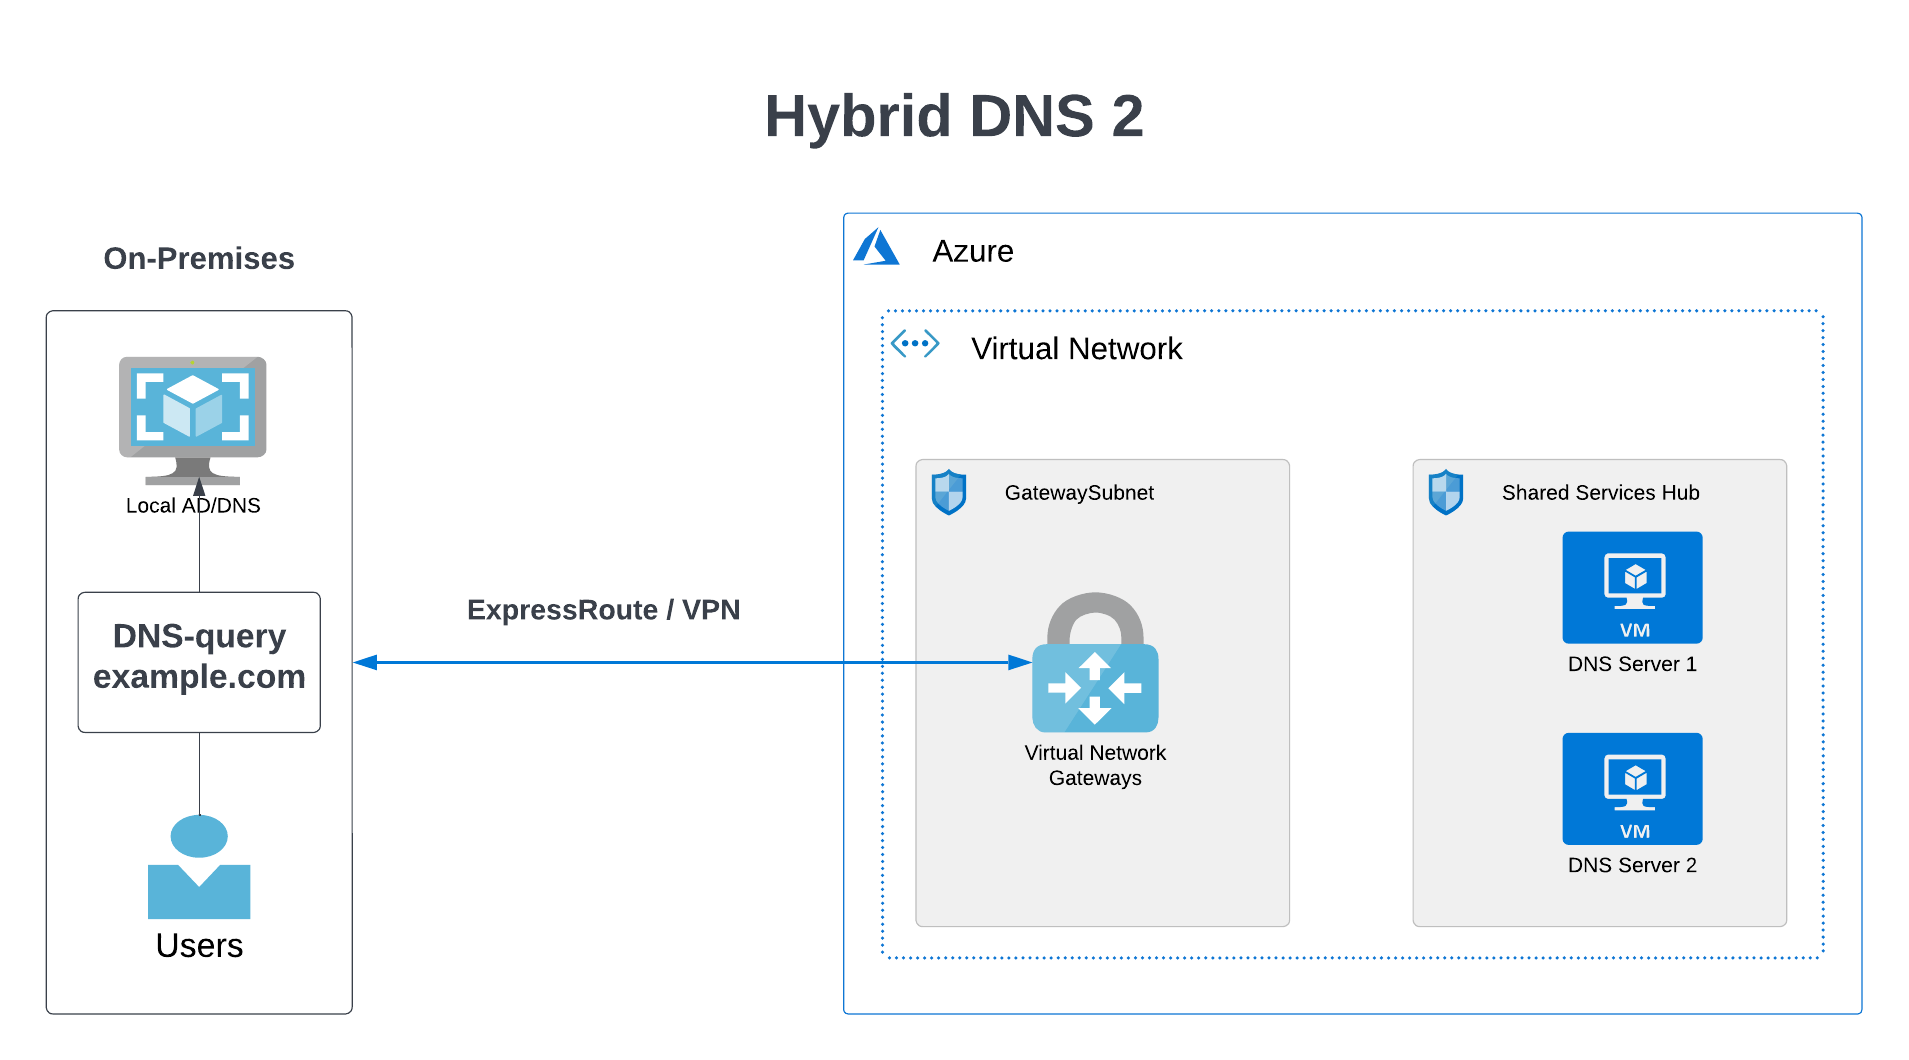 Hybrid DNS 2
On-Premises
Local AD/DNS
DNS-query
example.com
Users
ExpressRoute / VPN
Azure
Virtual Network
GatewaySubnet
Virtual Network
Gateways
Shared Services Hub
VM
DNS Server 1
VM
DNS Server 2